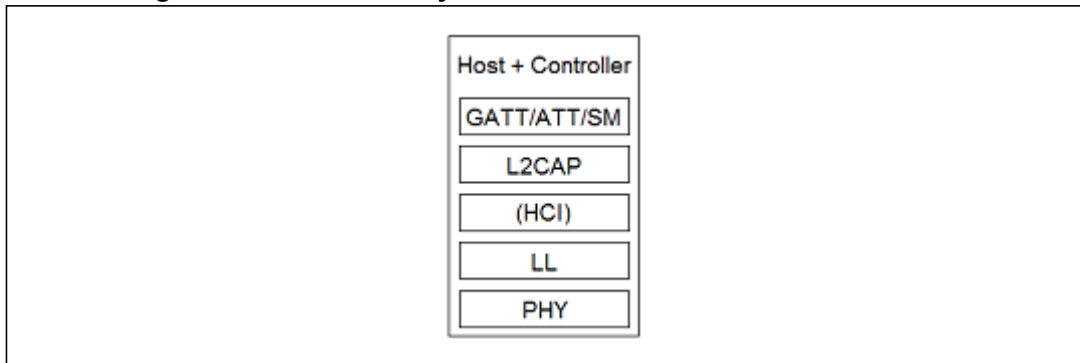 Host + Controller
GATT/ATT/SM
L2CAP
(HCI)
LL
PHY